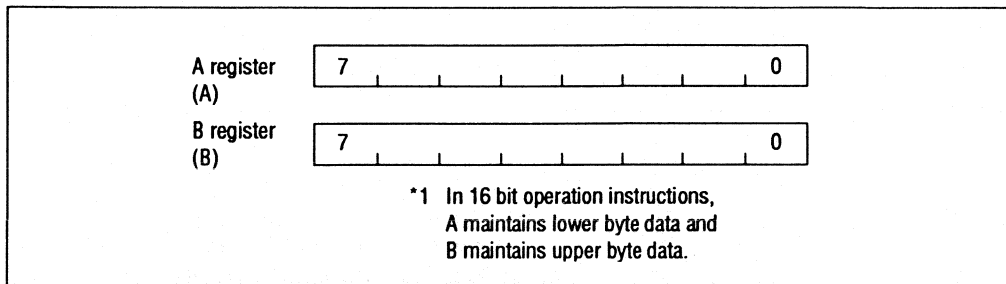 A register
(A)
7 0
B register
(B)
7 0
*1 In 16 bit operation instructions,
A maintains lower byte data and
B maintains upper byte data.